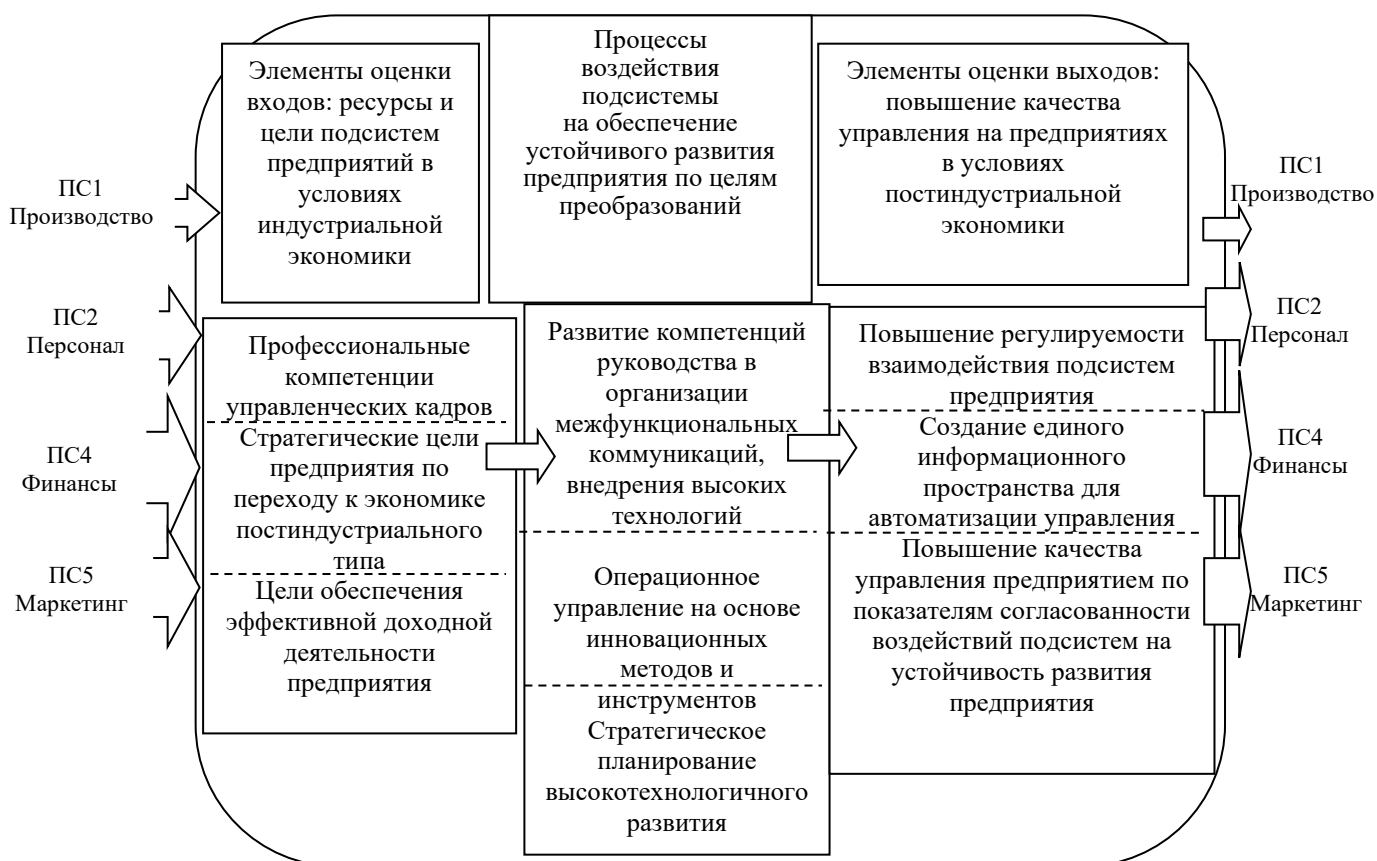 Элементы оценки
входов: ресурсы и
цели подсистем
предприятий в
условиях
индустриальной
экономики
Процессы
воздействия
подсистемы
на обеспечение
устойчивого развития
предприятия по целям
преобразований
Элементы оценки выходов:
повышение качества
управления на предприятиях
в условиях
постиндустриальной
экономики
ПС1
Производство
ПС2
Персонал
ПС4
Финансы
ПС5
Маркетинг
Профессиональные
компетенции
управленческих кадров
Стратегические цели
предприятия по
переходу к экономике
постиндустриального
типа
Цели обеспечения
эффективной доходной
деятельности
предприятия
Развитие компетенций
руководства в
организации
межфункциональных
коммуникаций,
внедрения высоких
технологий
Операционное
управление на основе
инновационных
методов и
инструментов
Стратегическое
планирование
высокотехнологичного
развития
Повышение регулируемости
взаимодействия подсистем
предприятия
Создание единого
информационного
пространства для
автоматизации управления
Повышение качества
управления предприятием по
показателям согласованности
воздействий подсистем на
устойчивость развития
предприятия
ПС1
Производство
ПС2
Персонал
ПС4
Финансы
ПС5
Маркетинг